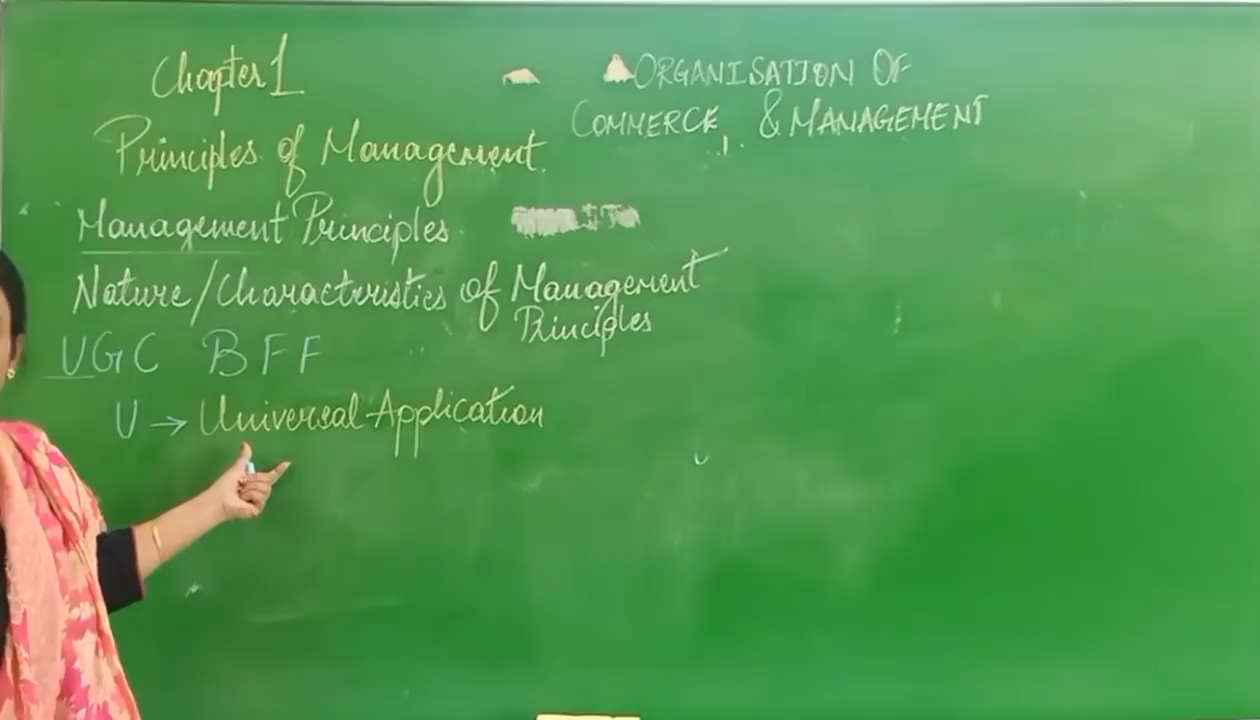 Chapter 1
ORGANISATION OF
COMMERCE & MANAGEMENT
Principles of Management.
Management Principles.
Nature/Characteristics of Management
Principles
UGC BFF
U → Universal Application